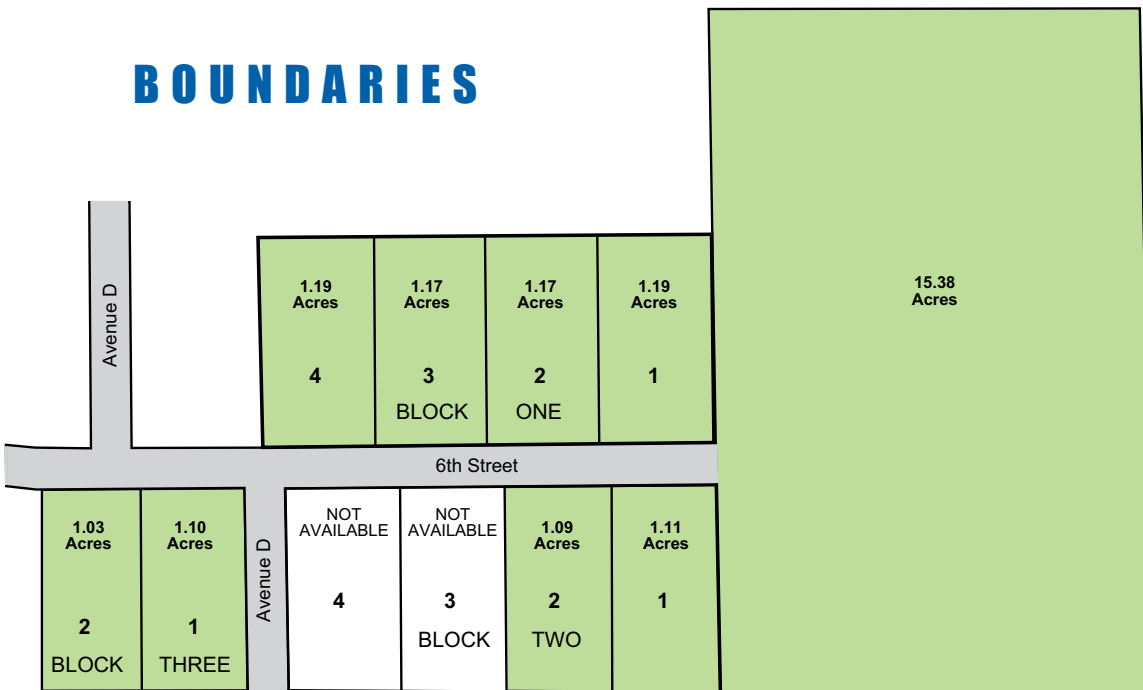 BOUNDARIES
15.38
Acres
Avenue D
1.19
Acres
4
1.17
Acres
3
BLOCK
1.17
Acres
2
ONE
1.19
Acres
1
6th Street
1.03
Acres
2
BLOCK
1.10
Acres
1
THREE
Avenue D
NOT
AVAILABLE
4
NOT
AVAILABLE
3
BLOCK
1.09
Acres
2
TWO
1.11
Acres
1